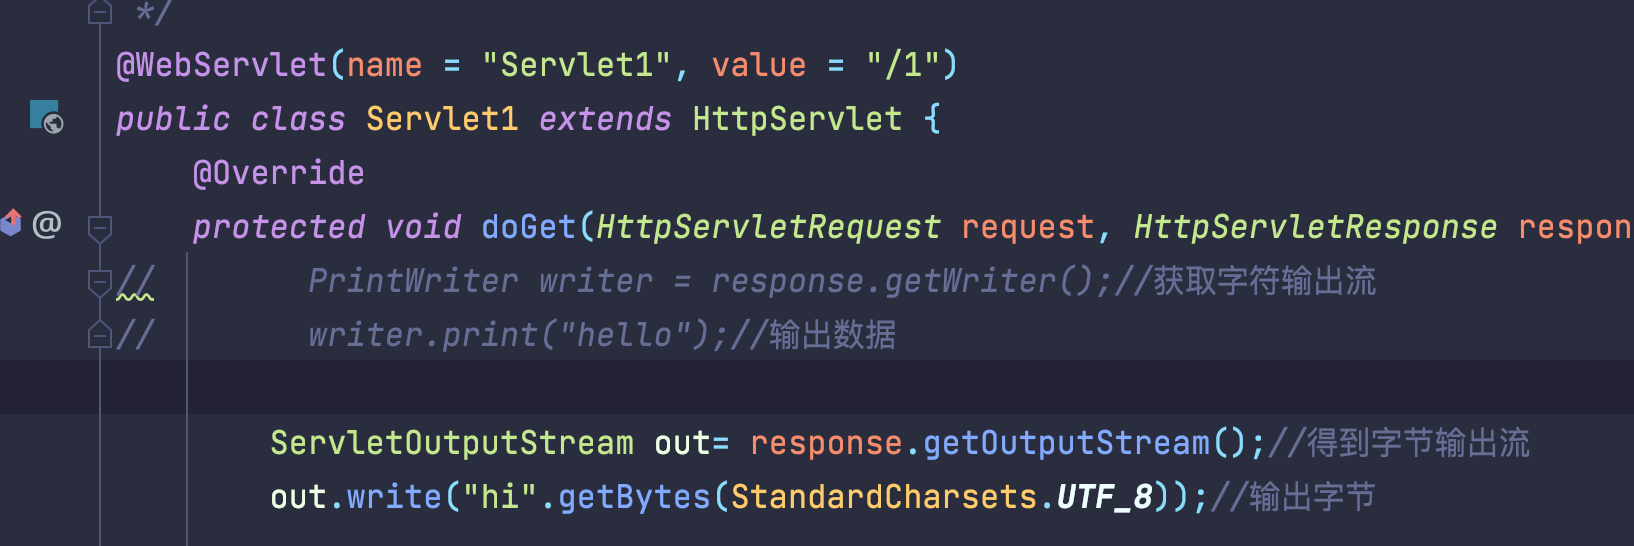 */
@WebServlet(name = "Servlet1", value = "/1")
public class Servlet1 extends HttpServlet {
@Override
@ protected void doGet(HttpServletRequest request, HttpServletResponse respon
// PrintWriter writer = response.getWriter();//获取字符输出流
// writer.print("hello");//输出数据
ServletOutputStream out= response.getOutputStream();//得到字节输出流
out.write("hi".getBytes(StandardCharsets.UTF_8));//输出字节